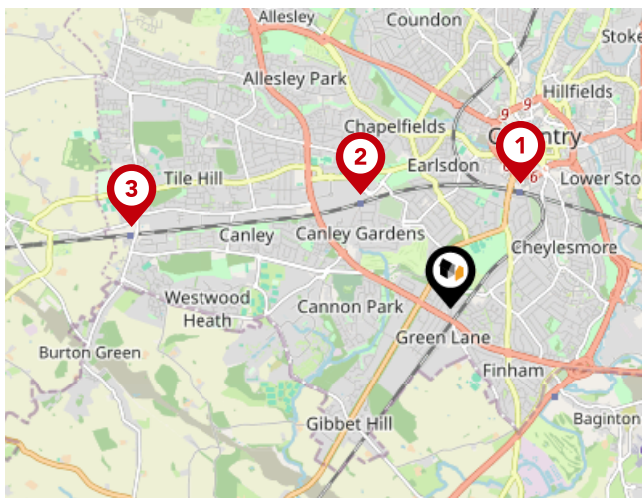 Allesley
Coundon
Stoke
Allesley Park
Hillfields
9
9
Chapelfields
Coventry
1
2
Earlsdon
6
Lower Sto
3
Tile Hill
Canley
Canley Gardens
Cheylesmore
Westwood
Heath
Cannon Park
Green Lane
Burton Green
Finham
Gibbet Hill
Baginton